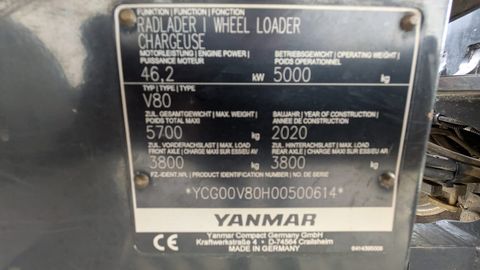 FUNKTION | FUNCTION | FONCTION
RADLADER | WHEEL LOADER
CHARGEUSE
MOTORLEISTUNG | ENGINE POWER | BETRIEBSGEWICHT | OPERATING WEIGHT |
PUISSANCE MOTEUR POIDS OPERATIONNEL
46,2 kW 5000 kg
TYP | TYPE | TYPE
V80
ZUL. GESAMTGEWICHT | MAX. WEIGHT | BAUJAHR | YEAR OF CONSTRUCTION |
POIDS TOTAL MAXI ANNEE DE CONSTRUCTION
5700 kg 2020
ZUL. VORDERACHSLAST | MAX. LOAD ZUL. HINTERACHSLAST | MAX. LOAD
FRONT AXLE | CHARGE MAXI SUR ESSIEU AV REAR AXLE | CHARGE MAXI SUR ESSIEU AR
3800 kg 3800 kg
FZ.-IDENT.NR. | PIN | NO. DE SERIE
*YCG00V80H00500614*
YANMAR
CE
Yanmar Compact Germany GmbH
Kraftwerkstraße 4 • D-74564 Crailsheim
MADE IN GERMANY